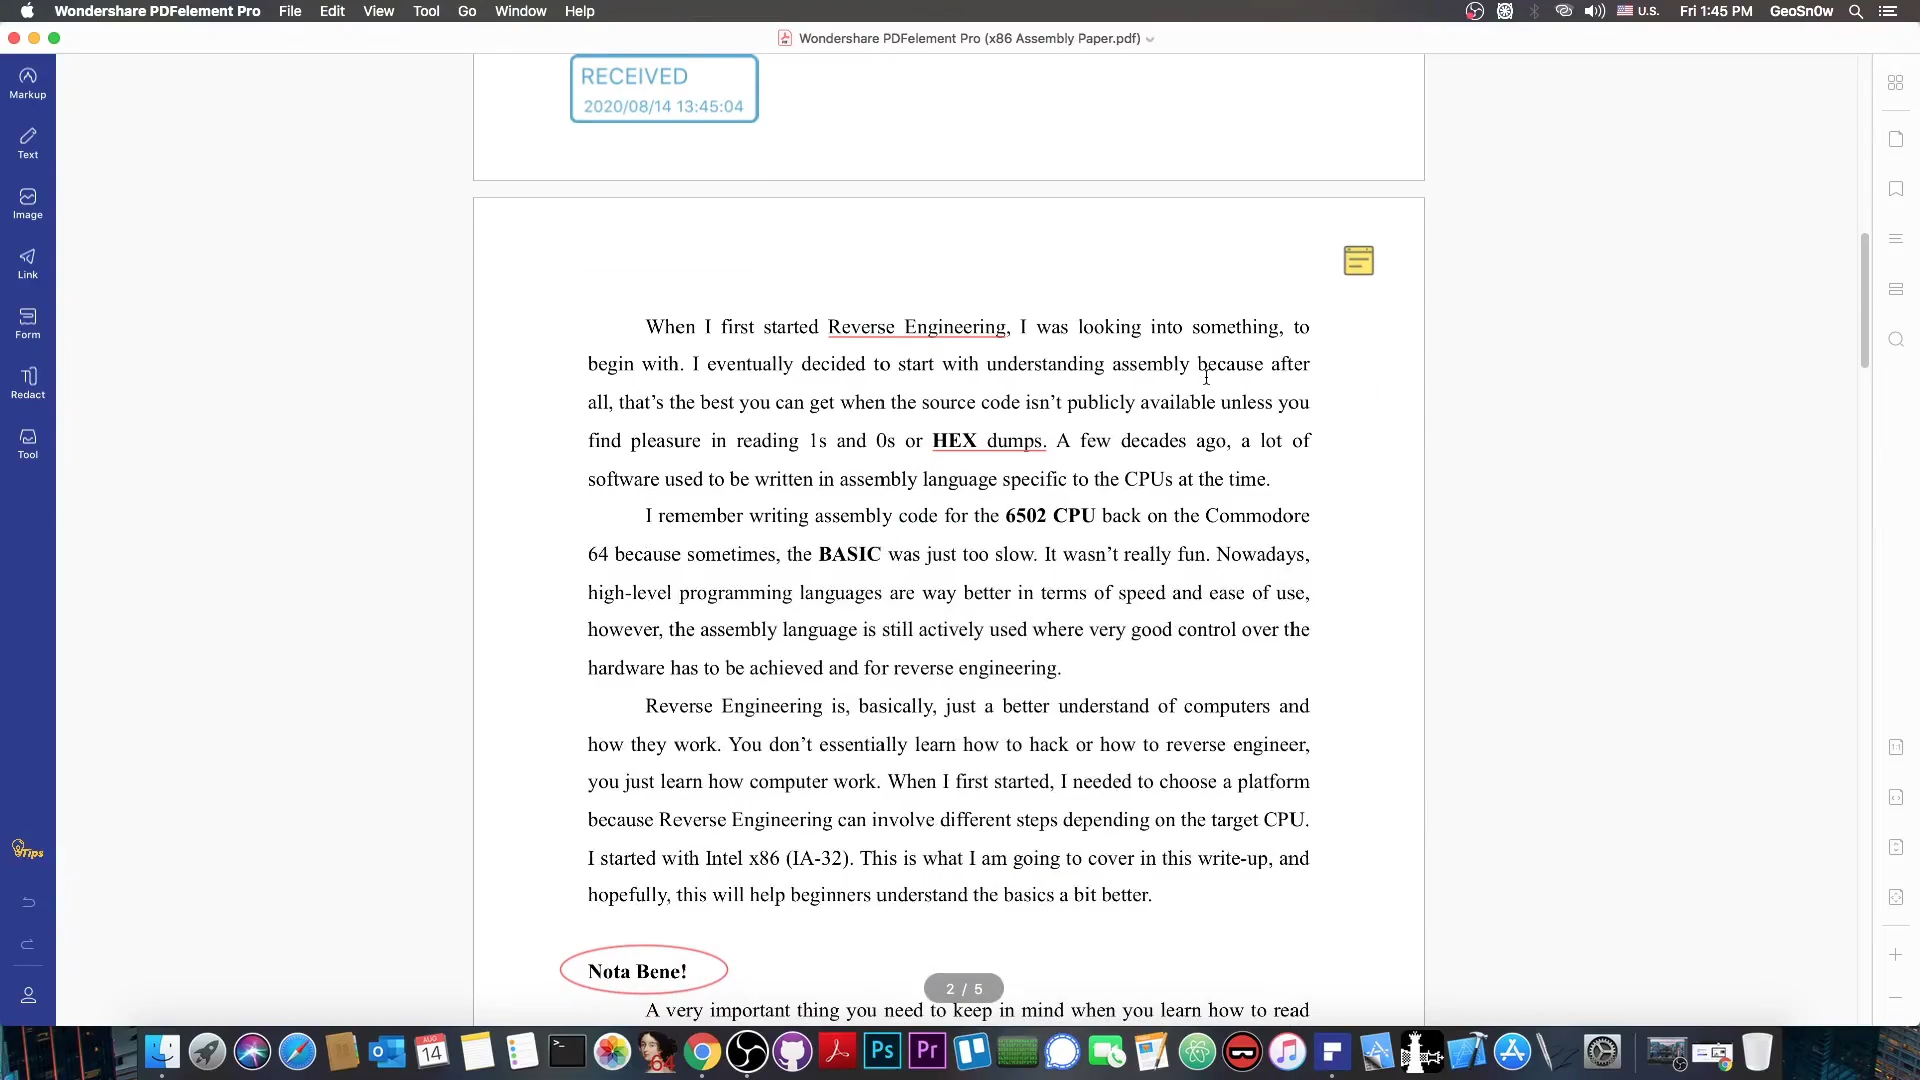 Wondershare PDFelement Pro File Edit View Tool Go Window Help U.S. Fri 1:45 PM GeoSn0w
Wondershare PDFelement Pro (x86 Assembly Paper.pdf)
Markup
Text
Image
Link
Form
Redact
Tool
Tips
RECEIVED
2020/08/14 13:45:04
When I first started Reverse Engineering, I was looking into something, to
begin with. I eventually decided to start with understanding assembly because after
all, that’s the best you can get when the source code isn’t publicly available unless you
find pleasure in reading 1s and 0s or HEX dumps. A few decades ago, a lot of
software used to be written in assembly language specific to the CPUs at the time.
I remember writing assembly code for the 6502 CPU back on the Commodore
64 because sometimes, the BASIC was just too slow. It wasn’t really fun. Nowadays,
high-level programming languages are way better in terms of speed and ease of use,
however, the assembly language is still actively used where very good control over the
hardware has to be achieved and for reverse engineering.
Reverse Engineering is, basically, just a better understand of computers and
how they work. You don’t essentially learn how to hack or how to reverse engineer,
you just learn how computer work. When I first started, I needed to choose a platform
because Reverse Engineering can involve different steps depending on the target CPU.
I started with Intel x86 (IA-32). This is what I am going to cover in this write-up, and
hopefully, this will help beginners understand the basics a bit better.
Nota Bene!
A very important thing you need to keep in mind when you learn how to read
2 / 5
1:1
AUG
14
64
Ps
Pr